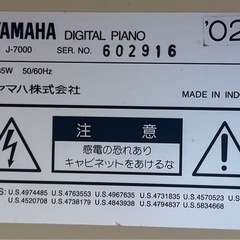 YAMAHA DIGITAL PIANO
J-7000 SER. NO. 602916
'02
35W 50/60Hz
ヤマハ株式会社
MADE IN
注意
感電の恐れあり
キャビネットをあけるな
U.S.4974485 U.S.4763553 U.S.4967635 U.S.4731835 U.S.4570523
U.S.4520708 U.S.4738179 U.S.4843938 U.S.4794837 U.S.5834668